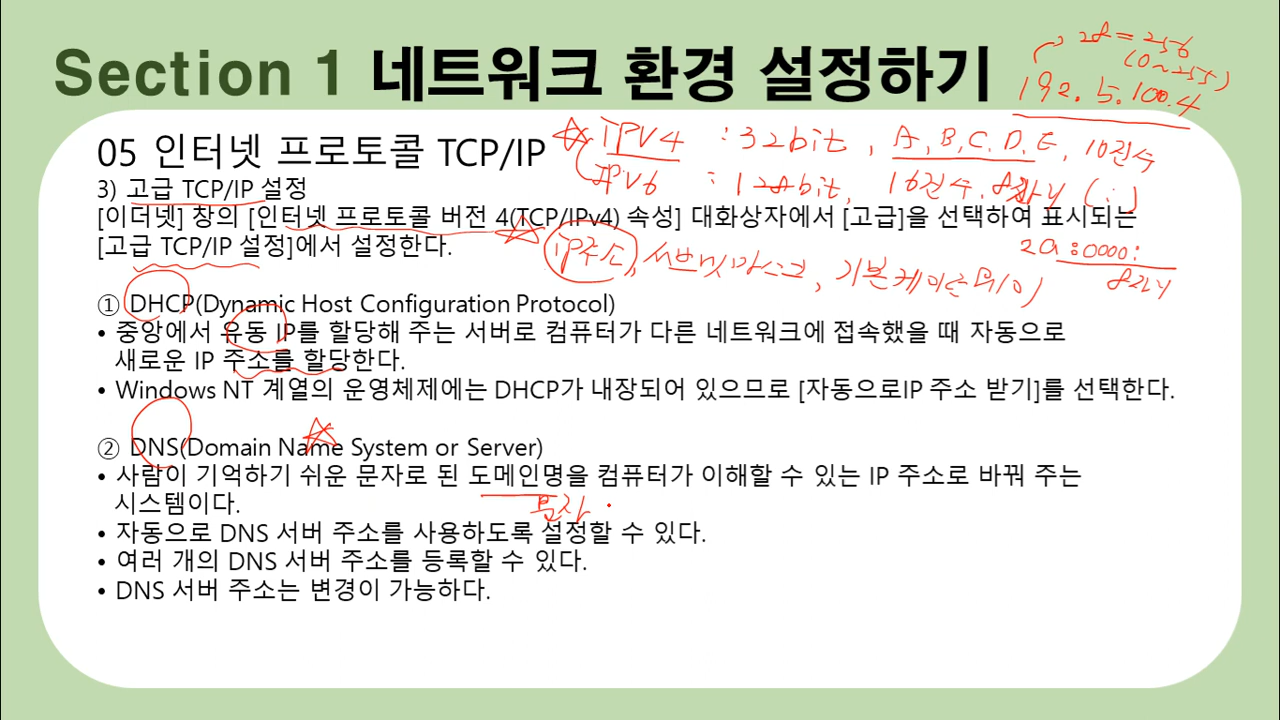 Section 1 네트워크 환경 설정하기
2⁸ = 256
(0~255)
192.5.100.4
05 인터넷 프로토콜 TCP/IP
IPV4 : 32bit, A, B, C, D, E, 10진수
IPV6 : 128bit, 16진수, 8개 (:)
3) 고급 TCP/IP 설정
[이더넷] 창의 [인터넷 프로토콜 버전 4(TCP/IPv4) 속성] 대화상자에서 [고급]을 선택하여 표시되는
[고급 TCP/IP 설정]에서 설정한다.
IP주소, 서브넷마스크, 기본게이트웨이)
2a:0000:
① DHCP(Dynamic Host Configuration Protocol)
• 중앙에서 유동 IP를 할당해 주는 서버로 컴퓨터가 다른 네트워크에 접속했을 때 자동으로
새로운 IP 주소를 할당한다.
• Windows NT 계열의 운영체제에는 DHCP가 내장되어 있으므로 [자동으로IP 주소 받기]를 선택한다.
② DNS(Domain Name System or Server)
• 사람이 기억하기 쉬운 문자로 된 도메인명을 컴퓨터가 이해할 수 있는 IP 주소로 바꿔 주는
시스템이다.
문자
• 자동으로 DNS 서버 주소를 사용하도록 설정할 수 있다.
• 여러 개의 DNS 서버 주소를 등록할 수 있다.
• DNS 서버 주소는 변경이 가능하다.